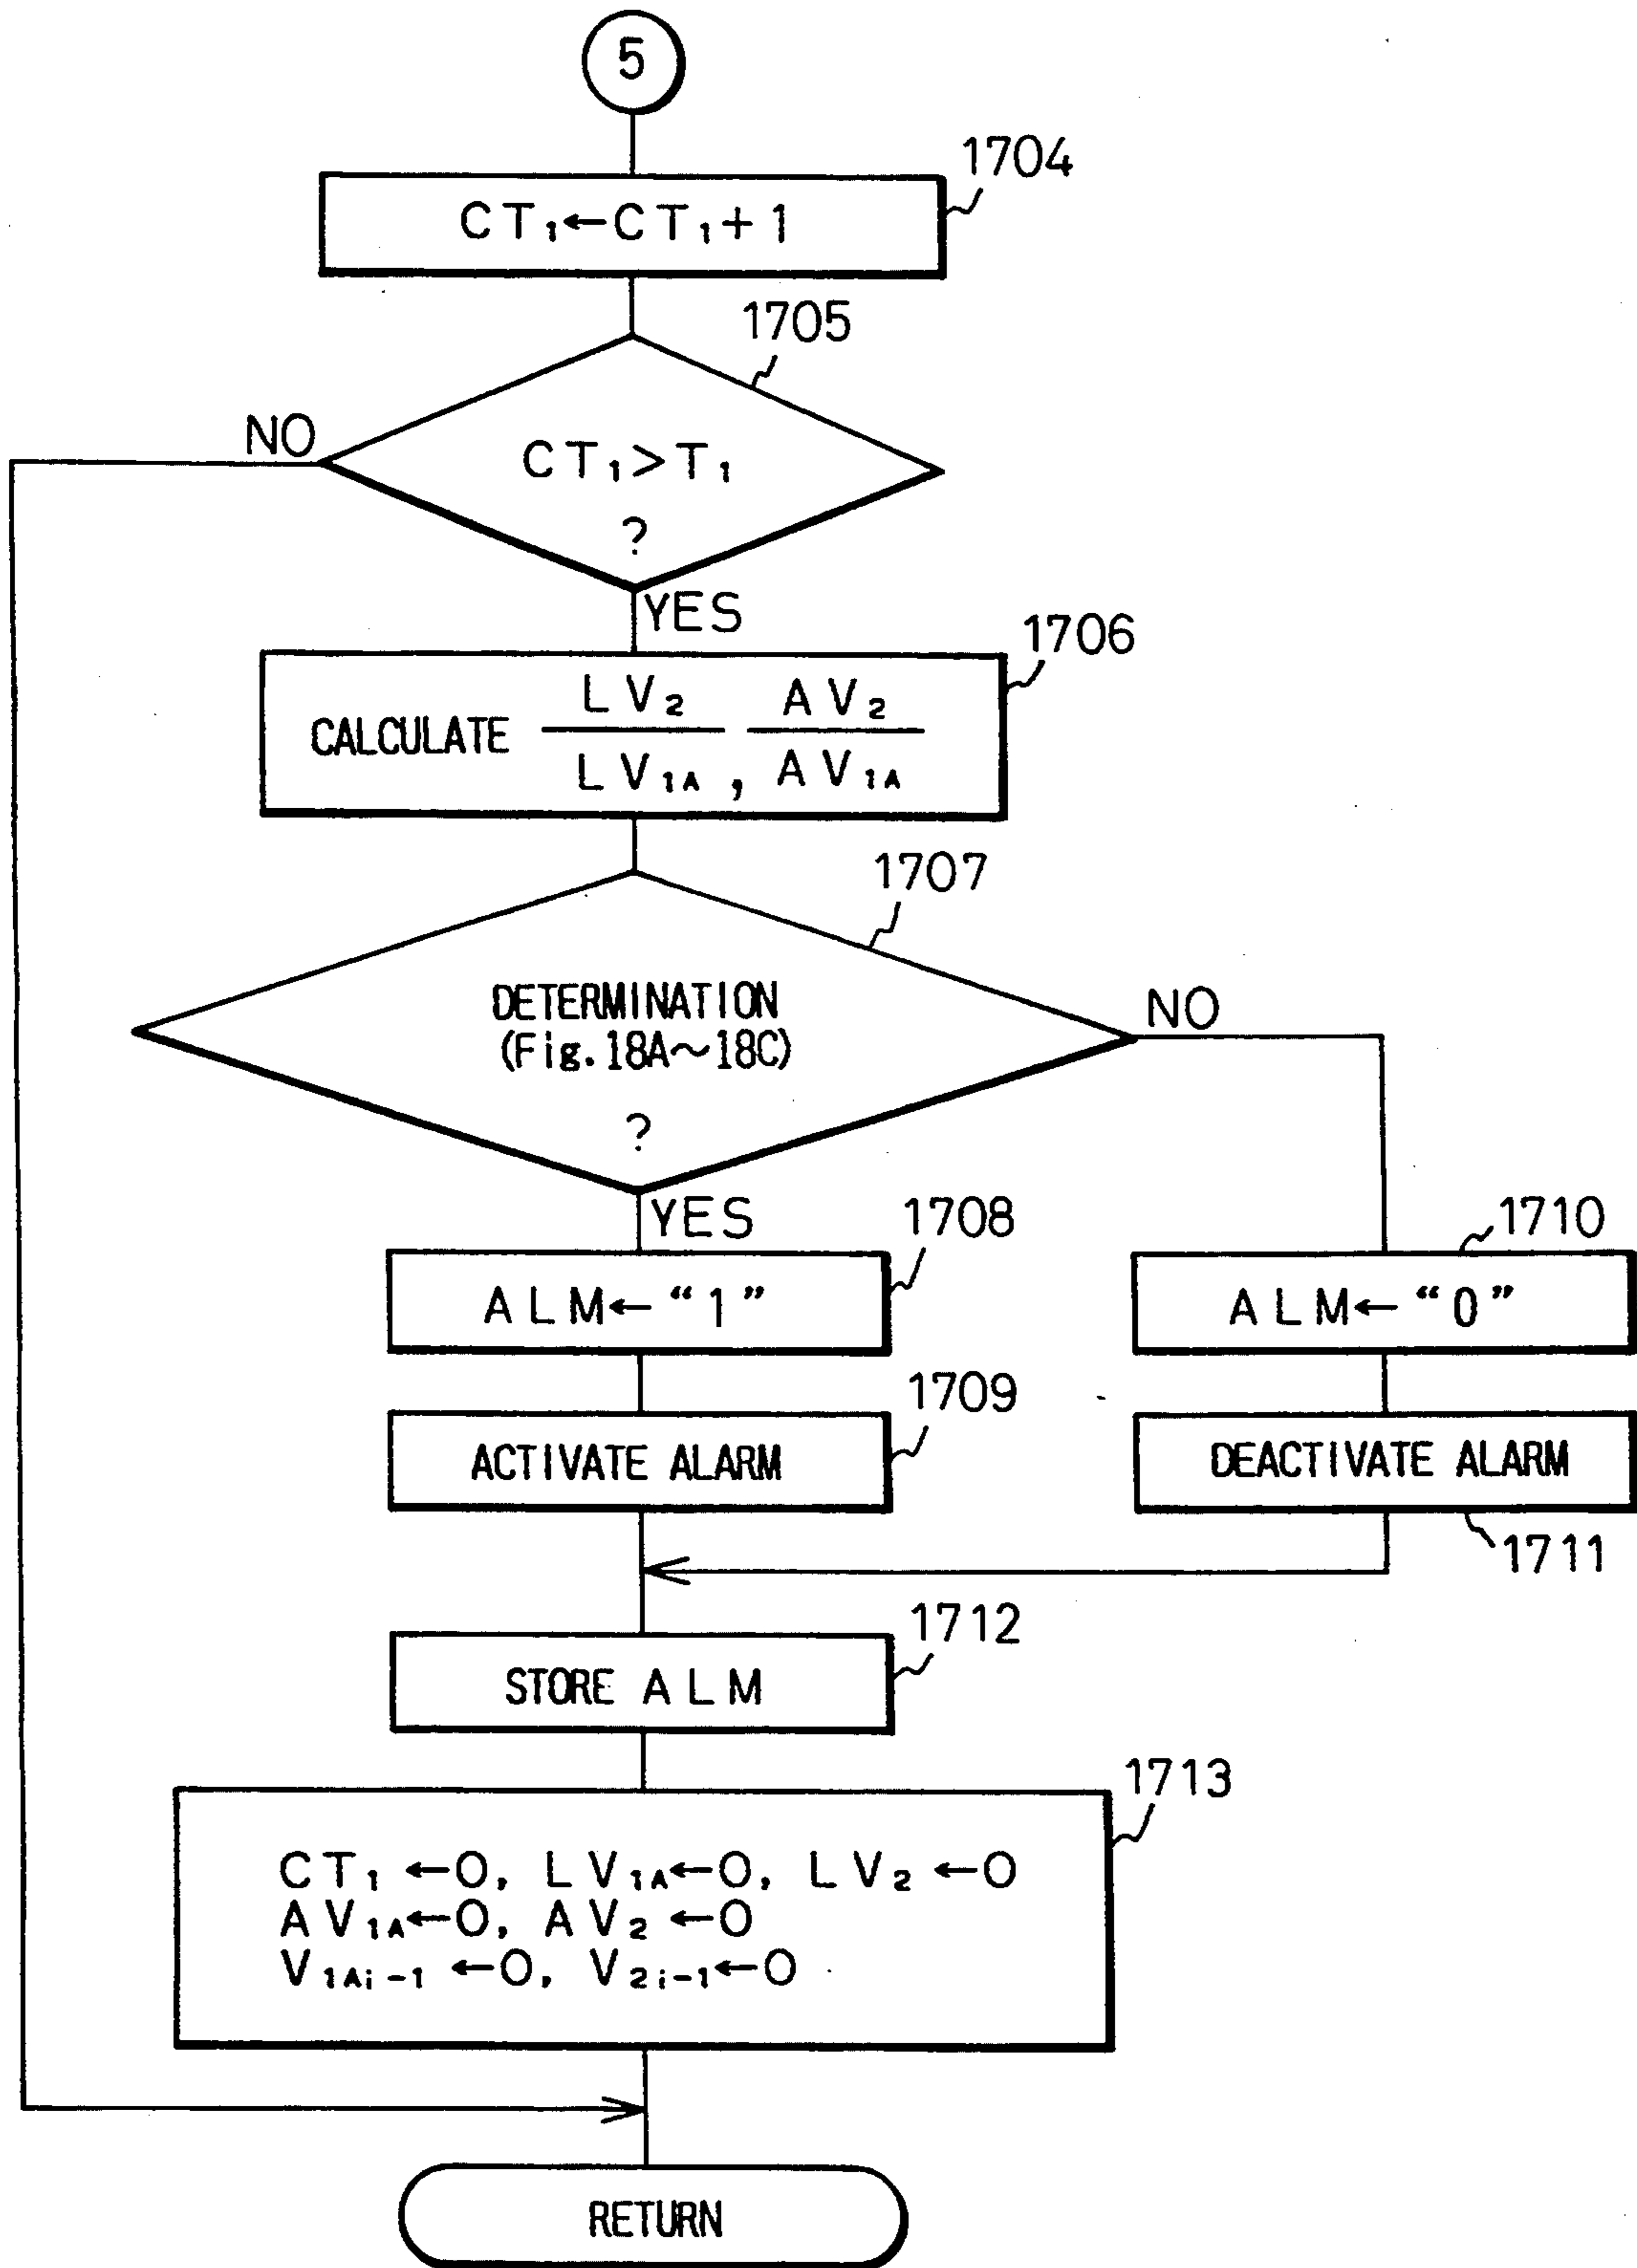 5
1704
CT₁←CT₁+1
1705
NO
CT₁>T₁
?
YES
1706
CALCULATE LV₂/LV₁A, AV₂/AV₁A
1707
DETERMINATION
(Fig.18A~18C)
?
NO
YES
1708
ALM←“1”
1710
ALM←“0”
1709
ACTIVATE ALARM
DEACTIVATE ALARM
1711
1712
STORE ALM
1713
CT₁←0, LV₁A←0, LV₂←0
AV₁A←0, AV₂←0
V₁Ai-1←0, V₂i-1←0
RETURN